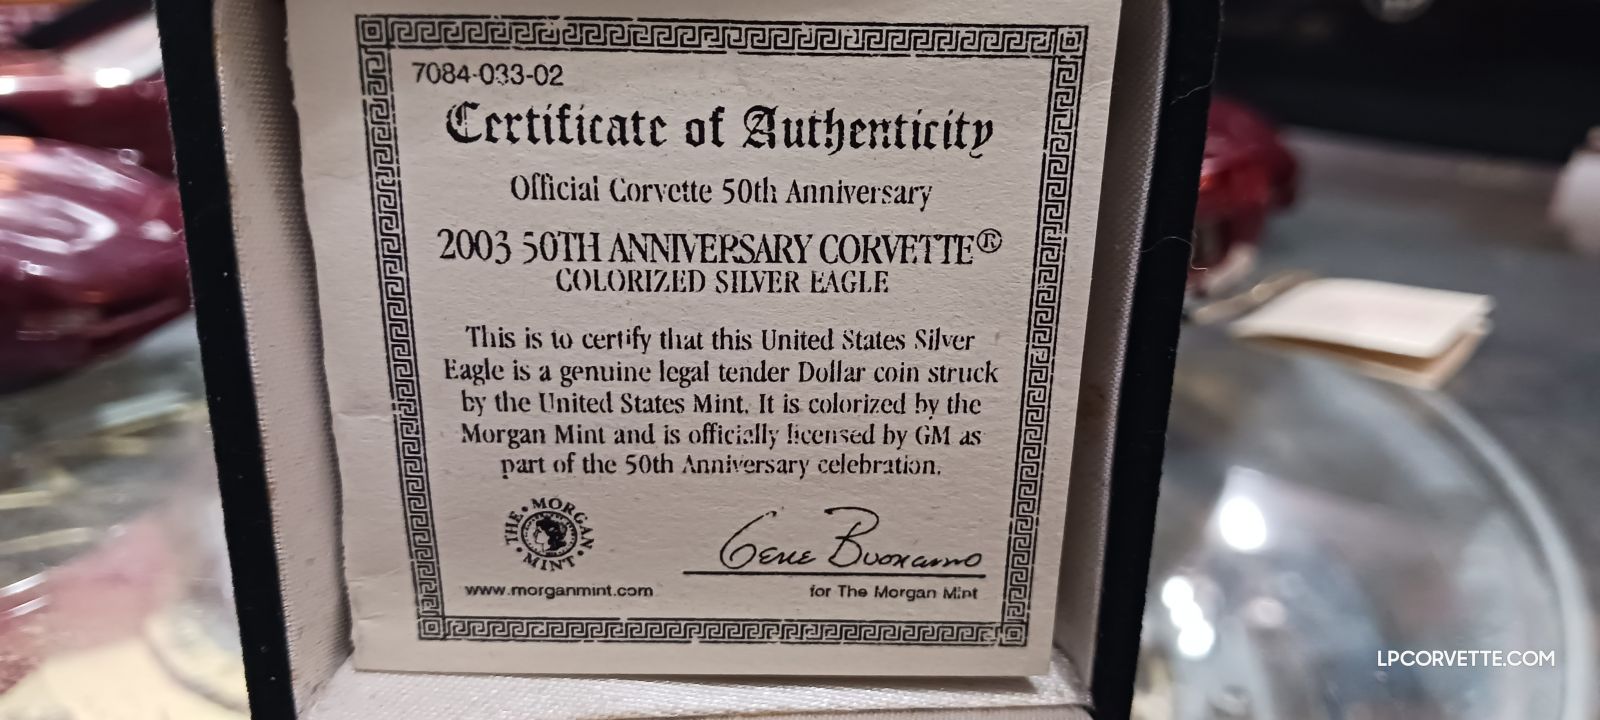 7084-033-02
Certificate of Authenticity
Official Corvette 50th Anniversary
2003 50TH ANNIVERSARY CORVETTE®
COLORIZED SILVER EAGLE
This is to certify that this United States Silver
Eagle is a genuine legal tender Dollar coin struck
by the United States Mint. It is colorized by the
Morgan Mint and is officially licensed by GM as
part of the 50th Anniversary celebration.
THE • MORGAN • MINT •
Gene Buonanno
www.morganmint.com
for The Morgan Mint
LPCORVETTE.COM